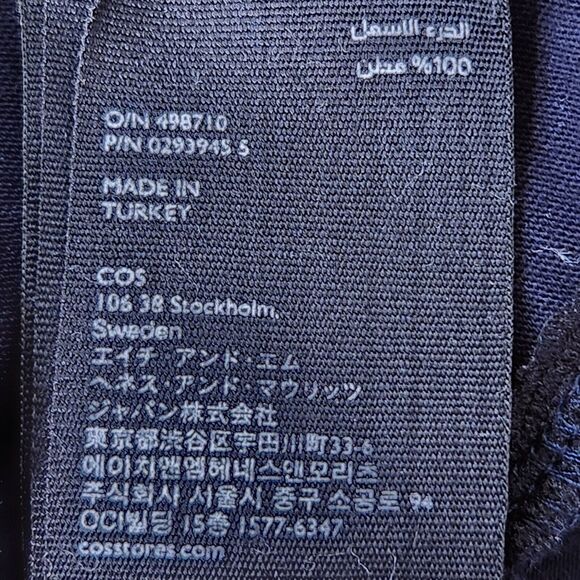 الجزء الأسفل
%100 قطن
O/N 498710
P/N 0293945.5
MADE IN
TURKEY
COS
106 38 Stockholm,
Sweden
エイチ・アンド・エム
ヘネス・アンド・マウリッツ
ジャパン株式会社
東京都渋谷区宇田川町33-6
에이치앤엠헤네스앤모리츠
주식회사 서울시 중구 소공로 94
OCI빌딩 15층 1577-6347
cosstores.com